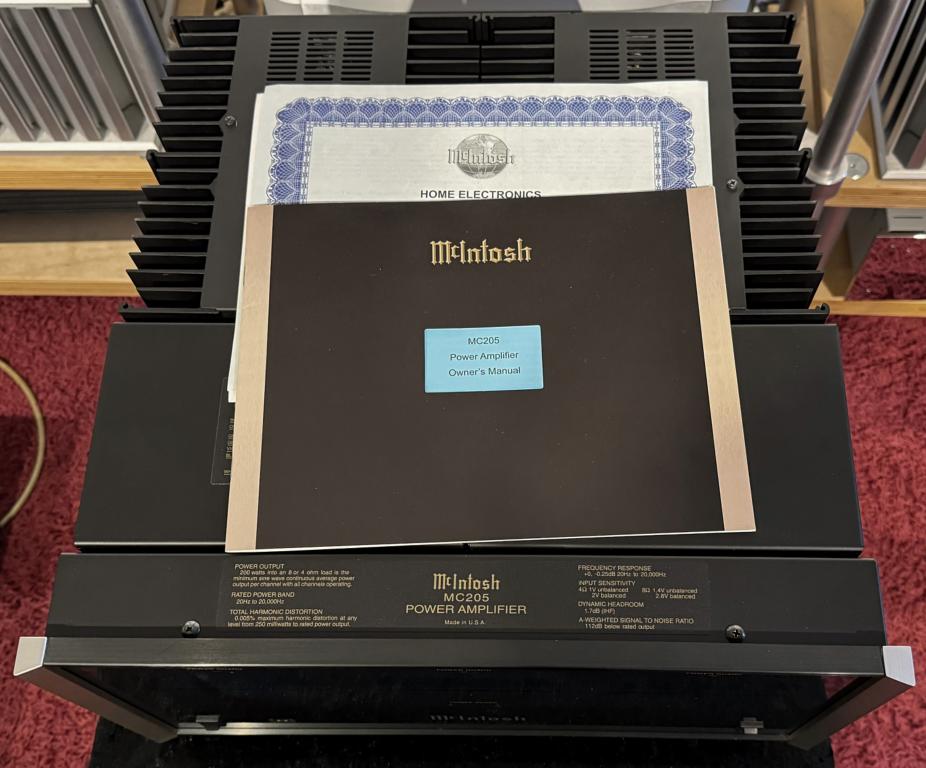 McIntosh
HOME ELECTRONICS
McIntosh
MC205
Power Amplifier
Owner's Manual
POWER OUTPUT
200 watts into an 8 or 4 ohm load is the
minimum sine wave continuous average power
output per channel with all channels operating.
RATED POWER BAND
20Hz to 20,000Hz
TOTAL HARMONIC DISTORTION
0.005% maximum harmonic distortion at any
level from 250 milliwatts to rated power output.
McIntosh
MC205
POWER AMPLIFIER
Made in U.S.A.
FREQUENCY RESPONSE
+0, -0.25dB 20Hz to 20,000Hz
INPUT SENSITIVITY
4Ω 1V unbalanced 8Ω 1.4V unbalanced
2V balanced 2.8V balanced
DYNAMIC HEADROOM
1.7dB (IHF)
A-WEIGHTED SIGNAL TO NOISE RATIO
112dB below rated output
McIntosh